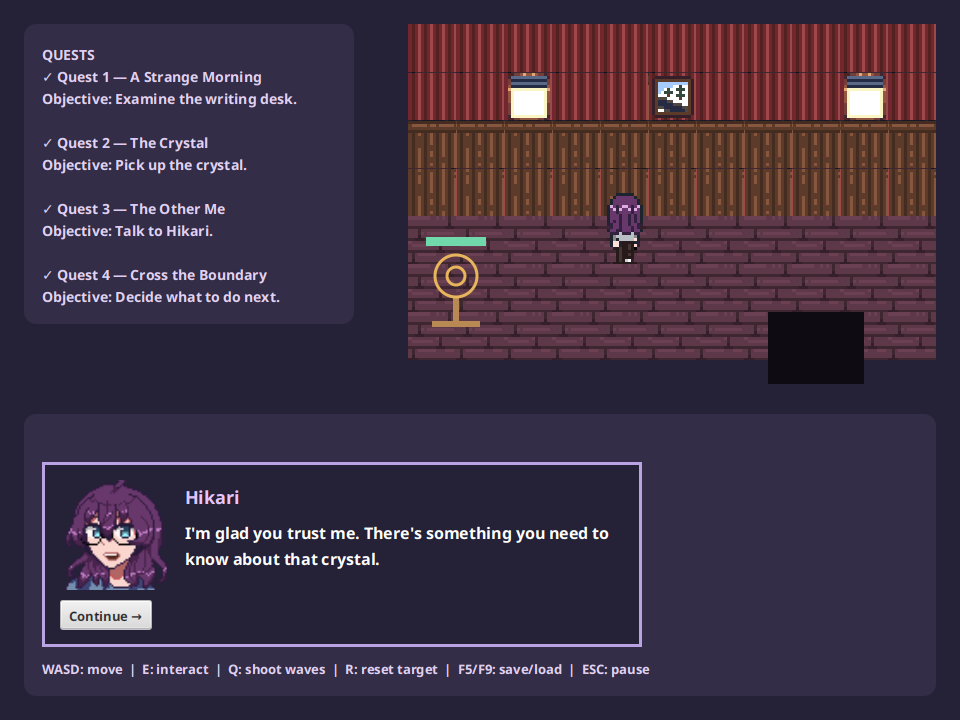 QUESTS
✓ Quest 1 — A Strange Morning
Objective: Examine the writing desk.
✓ Quest 2 — The Crystal
Objective: Pick up the crystal.
✓ Quest 3 — The Other Me
Objective: Talk to Hikari.
✓ Quest 4 — Cross the Boundary
Objective: Decide what to do next.
Hikari
I'm glad you trust me. There's something you need to
know about that crystal.
Continue →
WASD: move | E: interact | Q: shoot waves | R: reset target | F5/F9: save/load | ESC: pause